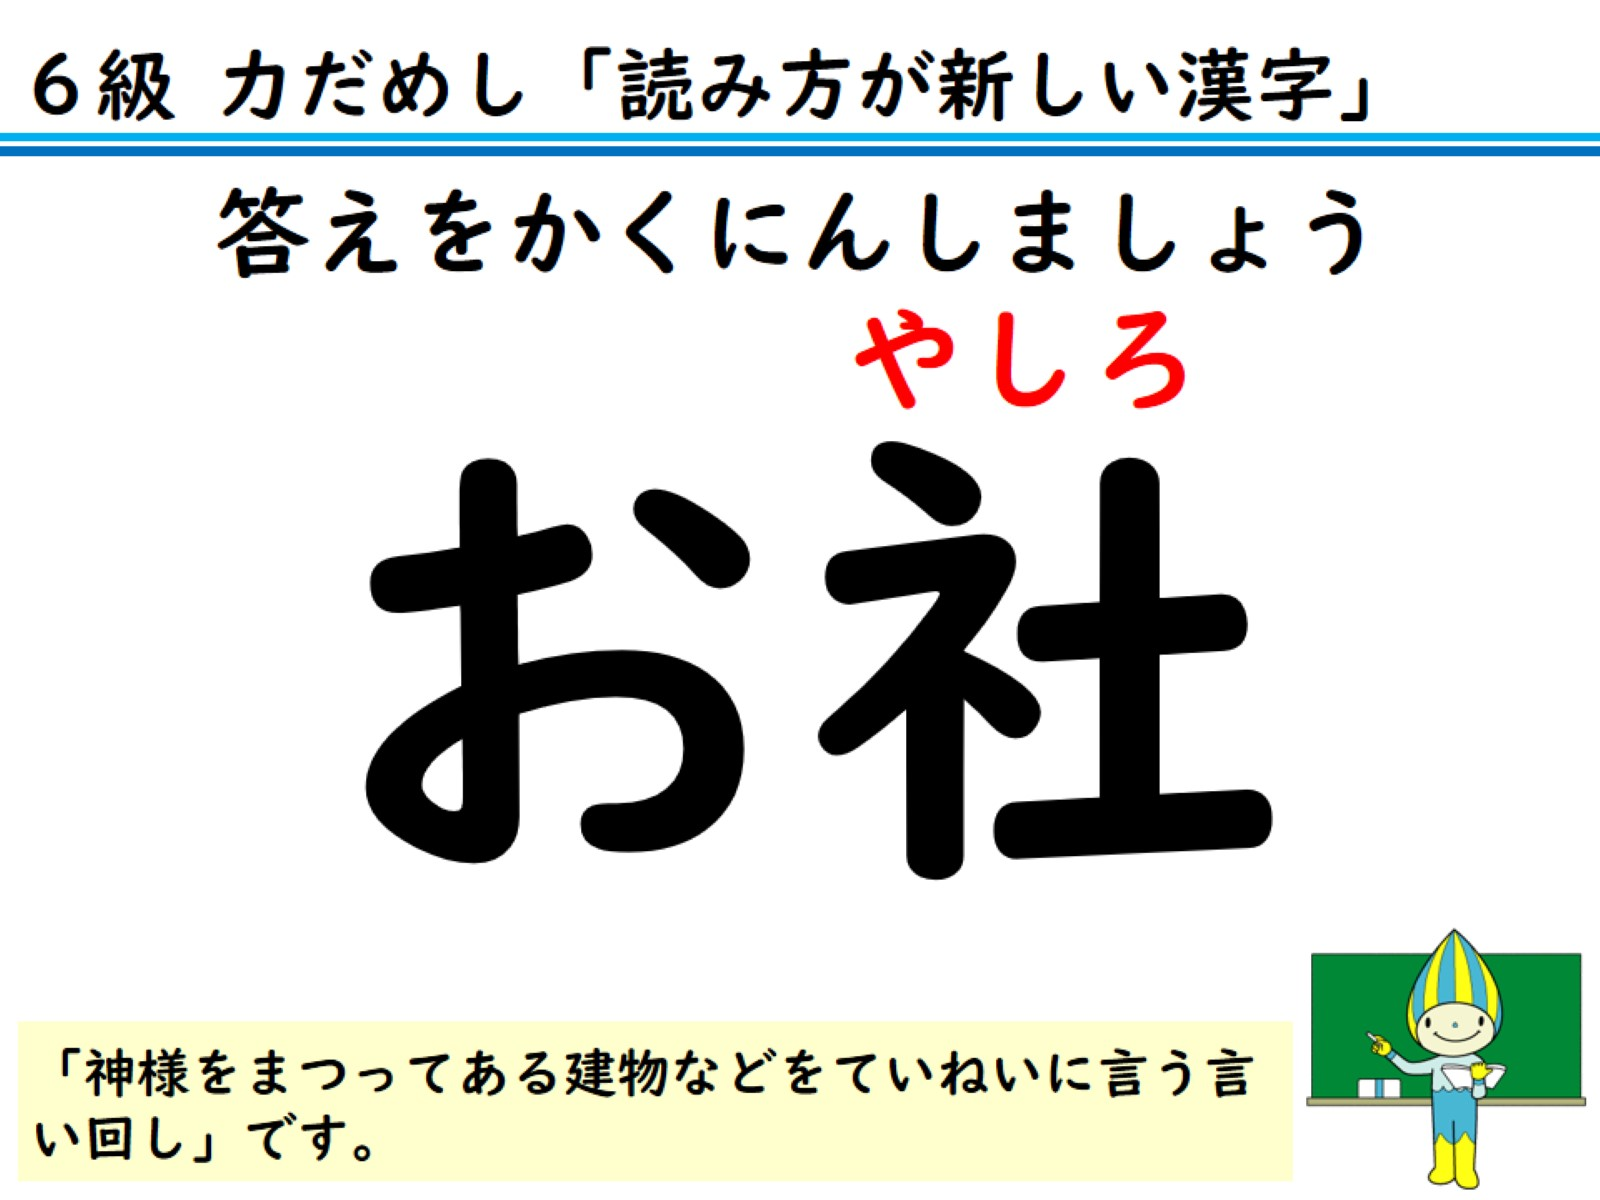 ６級 力だめし「読み方が新しい漢字」
答えをかくにんしましょう
やしろ
お社
「神様をまつってある建物などをていねいに言う言
い回し」です。